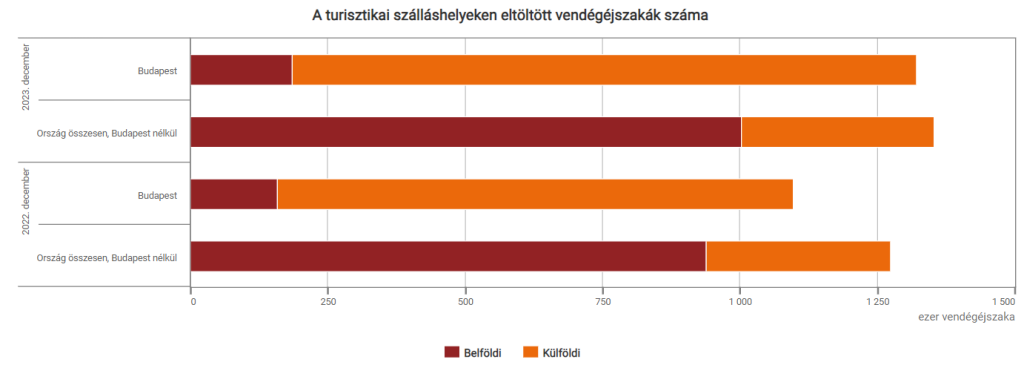 A turisztikai szálláshelyeken eltöltött vendégéjszakák száma
2023. december
Budapest
Ország összesen, Budapest nélkül
2022. december
Budapest
Ország összesen, Budapest nélkül
0 250 500 750 1 000 1 250 1 500
ezer vendégéjszaka
Belföldi Külföldi